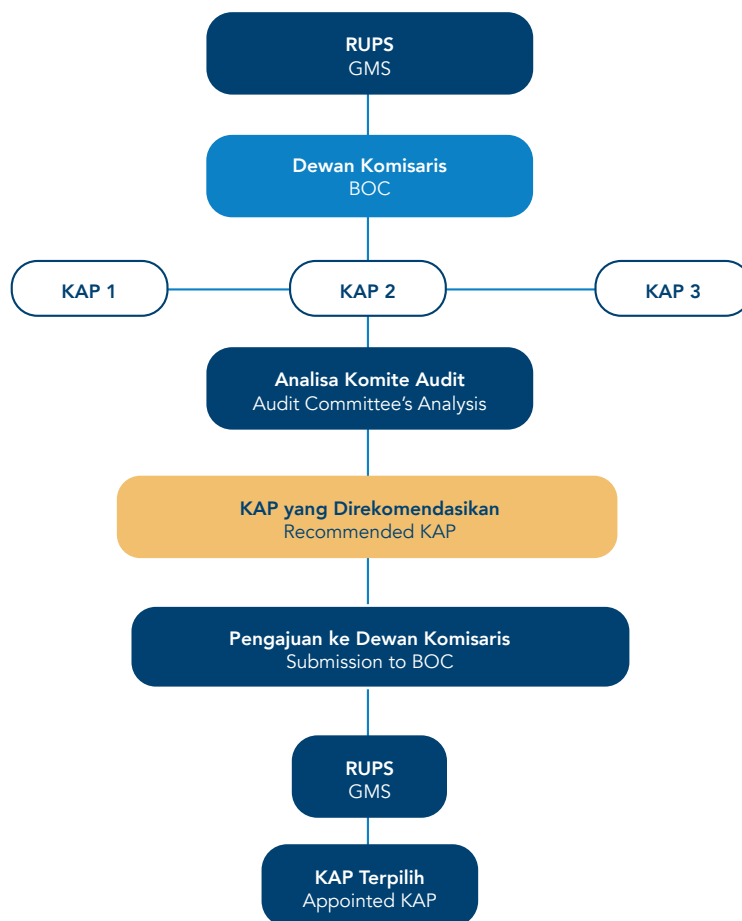 RUPS
GMS
Dewan Komisaris
BOC
KAP 1
KAP 2
KAP 3
Analisa Komite Audit
Audit Committee’s Analysis
KAP yang Direkomendasikan
Recommended KAP
Pengajuan ke Dewan Komisaris
Submission to BOC
RUPS
GMS
KAP Terpilih
Appointed KAP